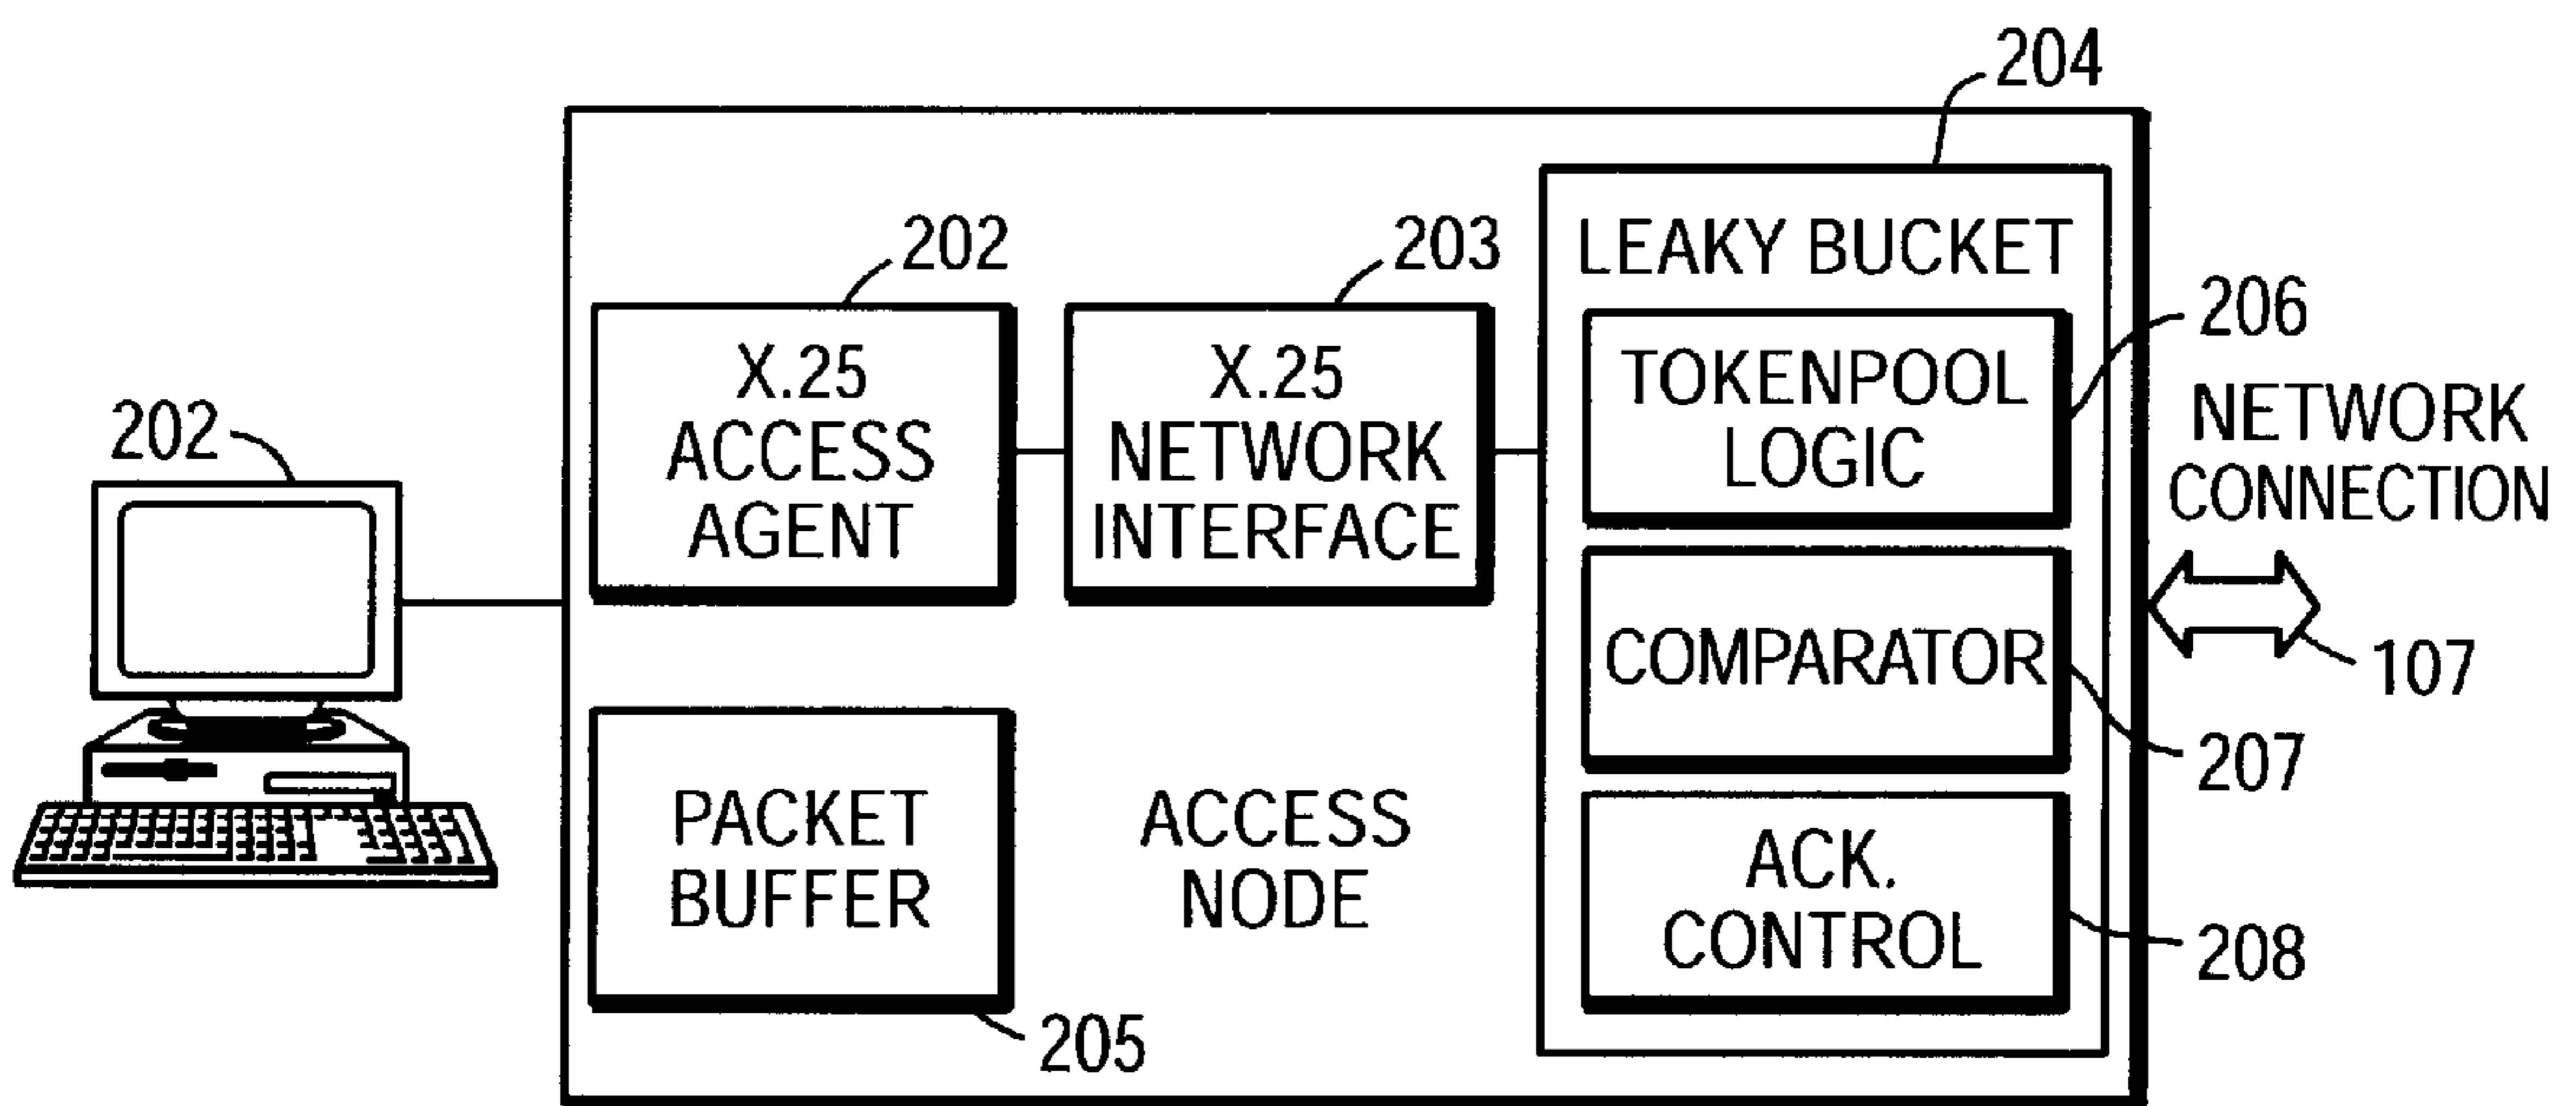 204
202
203
LEAKY BUCKET
206
X.25
ACCESS
AGENT
X.25
NETWORK
INTERFACE
TOKENPOOL
LOGIC
NETWORK
CONNECTION
202
COMPARATOR
107
207
PACKET
BUFFER
ACCESS
NODE
ACK.
CONTROL
208
205